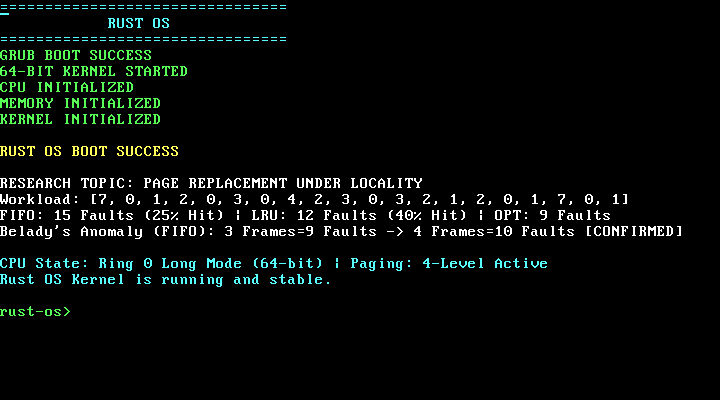 ================================
RUST OS
================================
GRUB BOOT SUCCESS
64-BIT KERNEL STARTED
CPU INITIALIZED
MEMORY INITIALIZED
KERNEL INITIALIZED
RUST OS BOOT SUCCESS
RESEARCH TOPIC: PAGE REPLACEMENT UNDER LOCALITY
Workload: [7, 0, 1, 2, 0, 3, 0, 4, 2, 3, 0, 3, 2, 1, 2, 0, 1, 7, 0, 1]
FIFO: 15 Faults (25% Hit) | LRU: 12 Faults (40% Hit) | OPT: 9 Faults
Belady's Anomaly (FIFO): 3 Frames=9 Faults -> 4 Frames=10 Faults [CONFIRMED]
CPU State: Ring 0 Long Mode (64-bit) | Paging: 4-Level Active
Rust OS Kernel is running and stable.
rust-os>